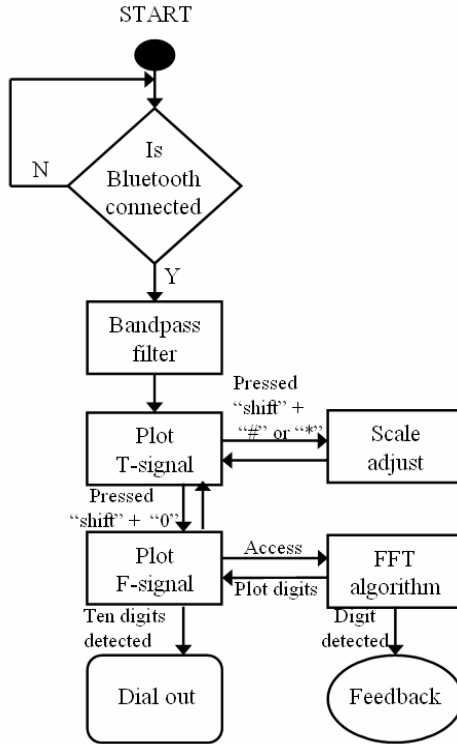 START
Is
Bluetooth
connected
N
Y
Bandpass
filter
Pressed
“shift” +
“#” or “*”
Plot
T-signal
Scale
adjust
Pressed
“shift” + “0”
Plot
F-signal
Access
Plot digits
FFT
algorithm
Ten digits
detected
Digit
detected
Dial out
Feedback